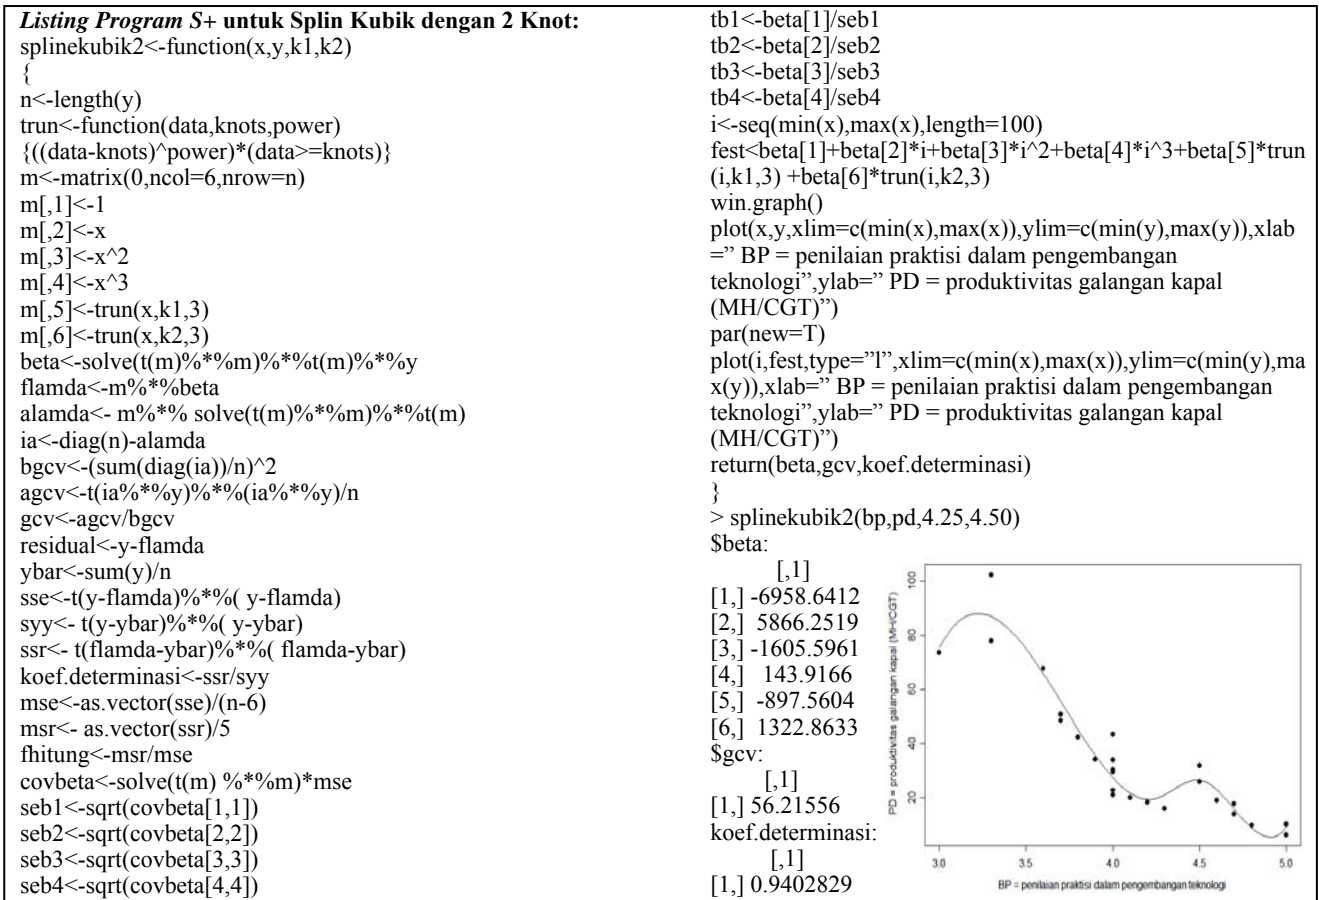 Listing Program S+ untuk Splin Kubik dengan 2 Knot:
splinekubik2<-function(x,y,k1,k2)
{
n<-length(y)
trun<-function(data,knots,power)
{((data-knots)^power)*(data>=knots)}
m<-matrix(0,ncol=6,nrow=n)
m[,1]<-1
m[,2]<-x
m[,3]<-x^2
m[,4]<-x^3
m[,5]<-trun(x,k1,3)
m[,6]<-trun(x,k2,3)
beta<-solve(t(m)%*%m)%*%t(m)%*%y
flamda<-m%*%beta
alamda<- m%*% solve(t(m)%*%m)%*%t(m)
ia<-diag(n)-alamda
bgcv<-(sum(diag(ia))/n)^2
agcv<-t(ia%*%y)%*%(ia%*%y)/n
gcv<-agcv/bgcv
residual<-y-flamda
ybar<-sum(y)/n
sse<-t(y-flamda)%*%( y-flamda)
syy<- t(y-ybar)%*%( y-ybar)
ssr<- t(flamda-ybar)%*%( flamda-ybar)
koef.determinasi<-ssr/syy
mse<-as.vector(sse)/(n-6)
msr<- as.vector(ssr)/5
fhitung<-msr/mse
covbeta<-solve(t(m) %*%m)*mse
seb1<-sqrt(covbeta[1,1])
seb2<-sqrt(covbeta[2,2])
seb3<-sqrt(covbeta[3,3])
seb4<-sqrt(covbeta[4,4])
tb1<-beta[1]/seb1
tb2<-beta[2]/seb2
tb3<-beta[3]/seb3
tb4<-beta[4]/seb4
i<-seq(min(x),max(x),length=100)
fest<beta[1]+beta[2]*i+beta[3]*i^2+beta[4]*i^3+beta[5]*trun
(i,k1,3) +beta[6]*trun(i,k2,3)
win.graph()
plot(x,y,xlim=c(min(x),max(x)),ylim=c(min(y),max(y)),xlab
=” BP = penilaian praktisi dalam pengembangan
teknologi”,ylab=” PD = produktivitas galangan kapal
(MH/CGT)”)
par(new=T)
plot(i,fest,type=”l”,xlim=c(min(x),max(x)),ylim=c(min(y),ma
x(y)),xlab=” BP = penilaian praktisi dalam pengembangan
teknologi”,ylab=” PD = produktivitas galangan kapal
(MH/CGT)”)
return(beta,gcv,koef.determinasi)
}
> splinekubik2(bp,pd,4.25,4.50)
$beta:
[,1]
[1,] -6958.6412
[2,] 5866.2519
[3,] -1605.5961
[4,] 143.9166
[5,] -897.5604
[6,] 1322.8633
$gcv:
[,1]
[1,] 56.21556
koef.determinasi:
[,1]
[1,] 0.9402829
PD = produktivitas galangan kapal (MH/CGT)
100
80
60
40
20
3.0 3.5 4.0 4.5 5.0
BP = penilaian praktisi dalam pengembangan teknologi